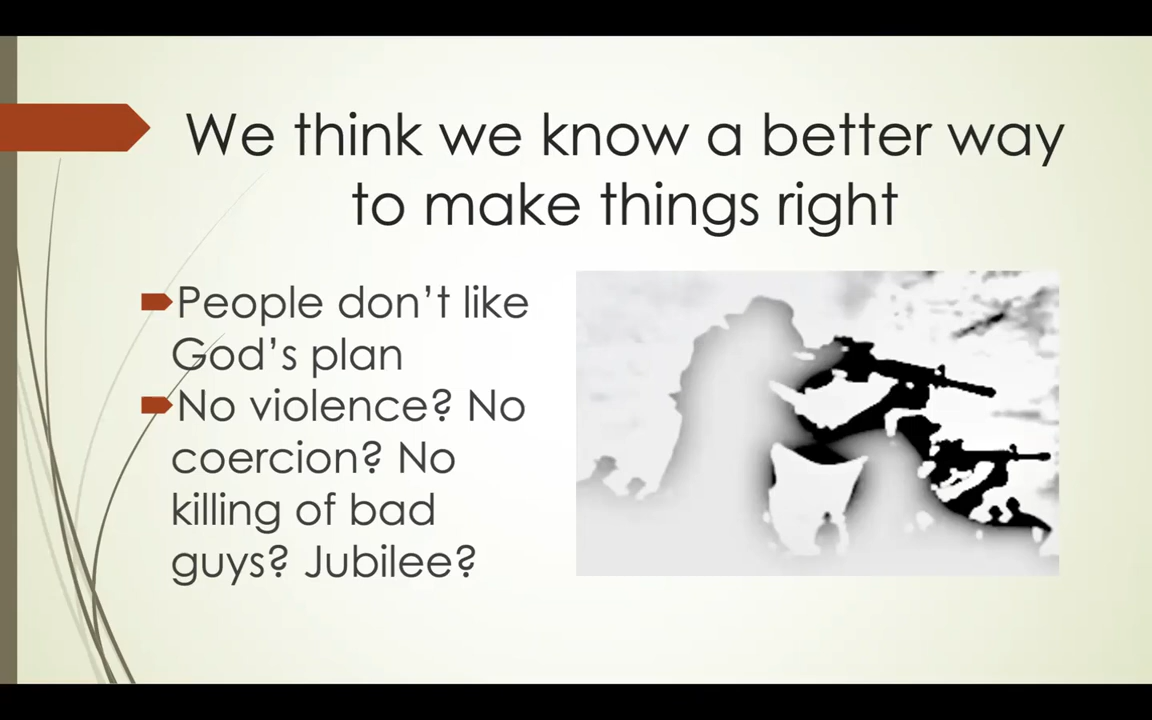 We think we know a better way
to make things right
People don’t like
God’s plan
No violence? No
coercion? No
killing of bad
guys? Jubilee?